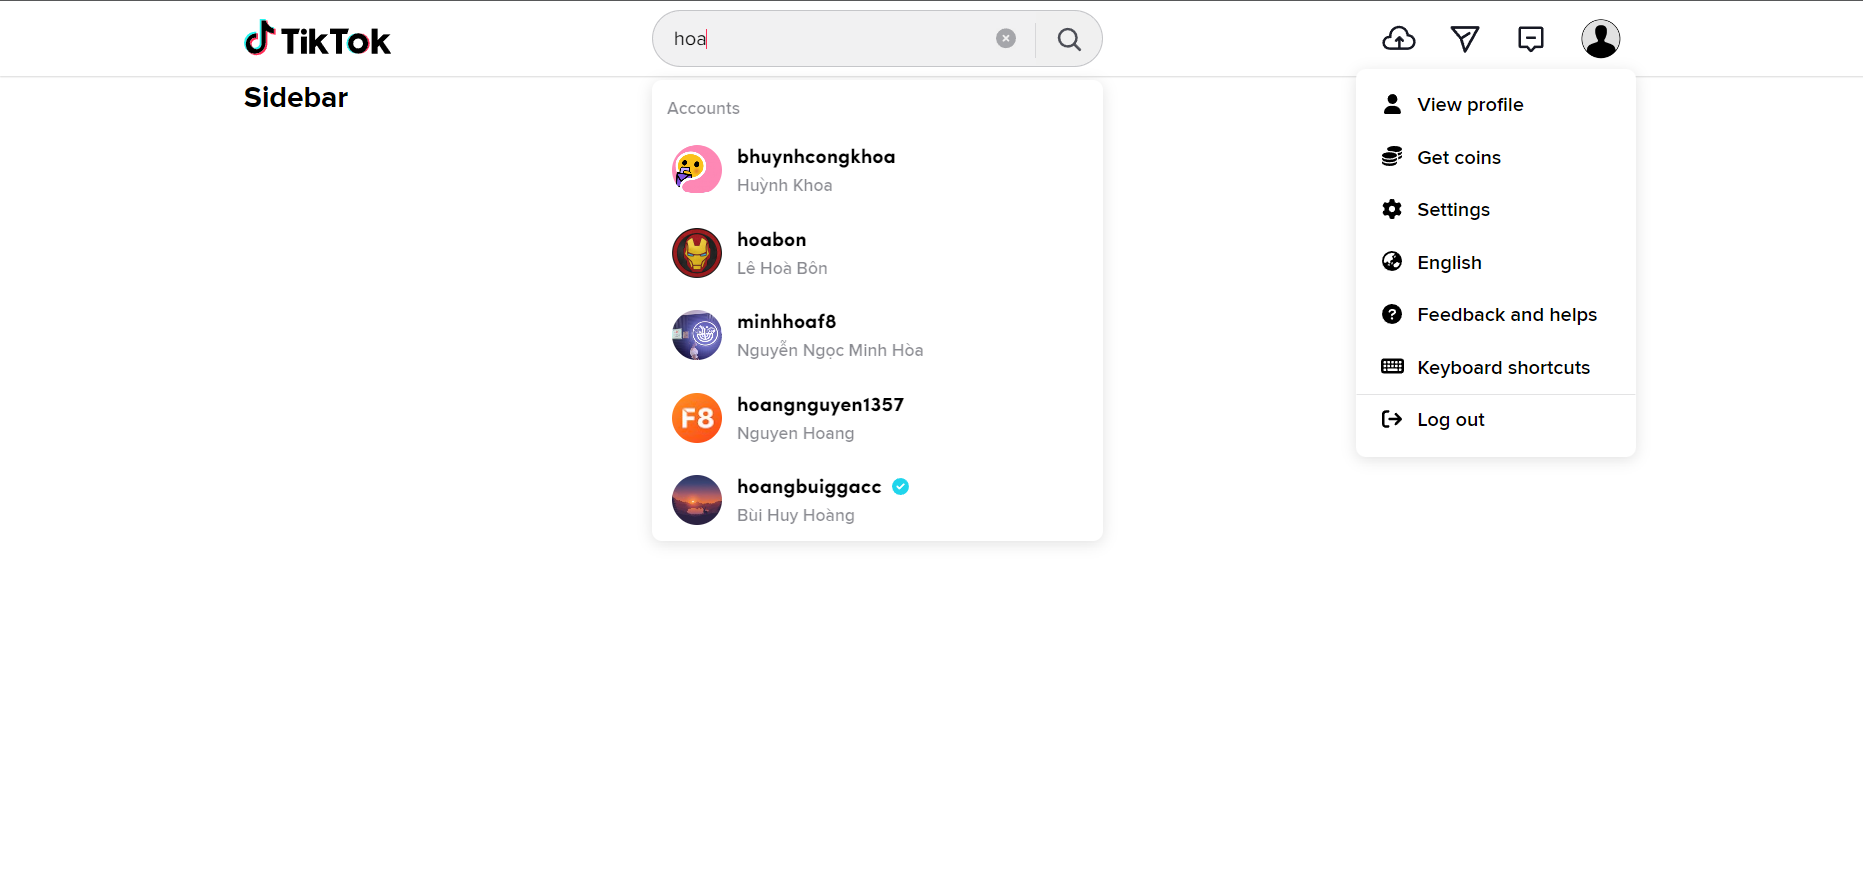 TikTok
hoa
Sidebar
Accounts
bhuynhcongkhoa
Huỳnh Khoa
hoabon
Lê Hoà Bôn
minhhoaf8
Nguyễn Ngọc Minh Hòa
F8
hoangnguyen1357
Nguyen Hoang
hoangbuiggacc
Bùi Huy Hoàng
View profile
Get coins
Settings
English
Feedback and helps
Keyboard shortcuts
Log out